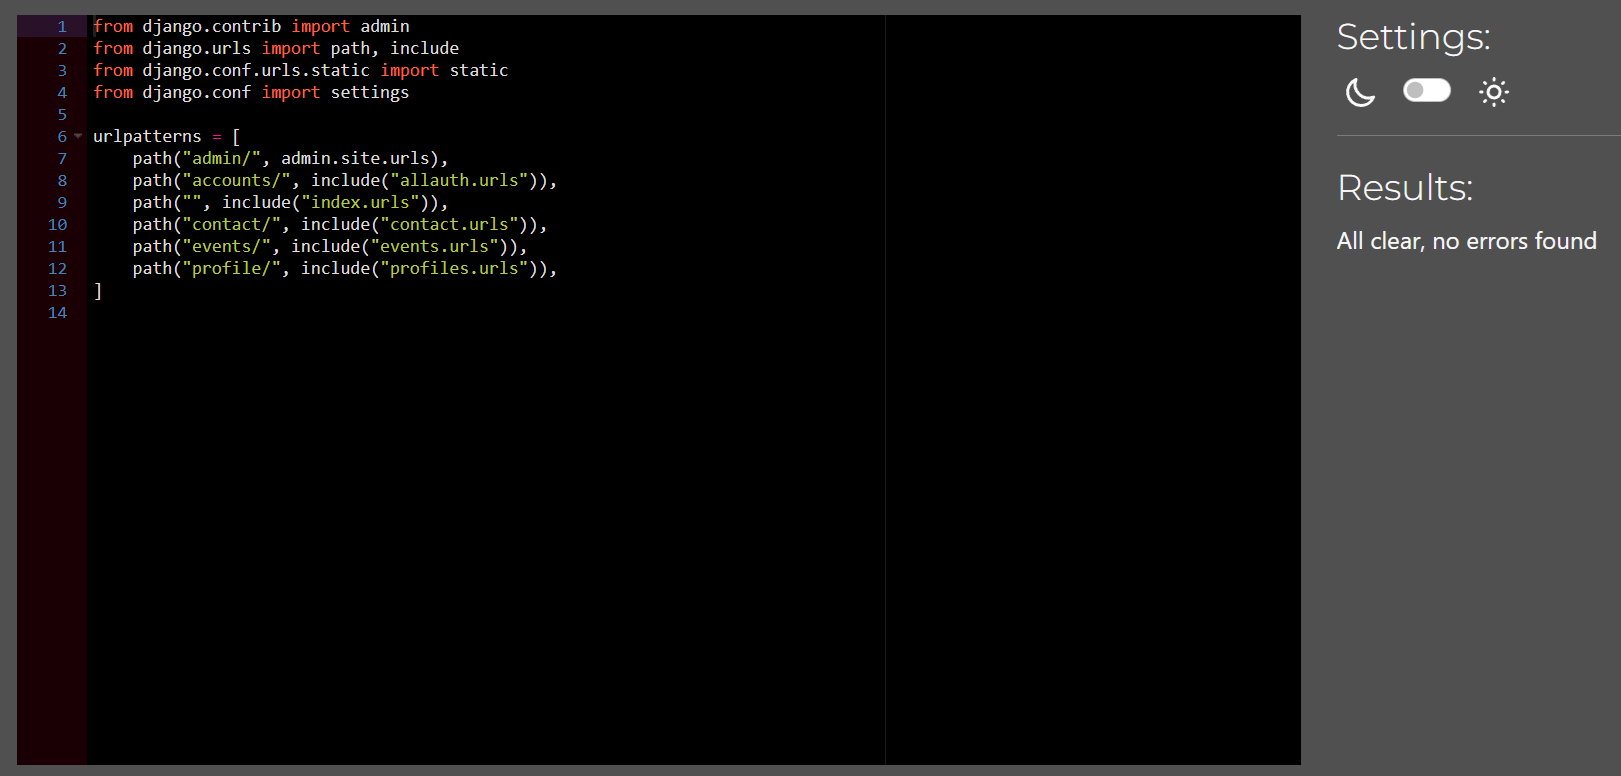 1 from django.contrib import admin
2 from django.urls import path, include
3 from django.conf.urls.static import static
4 from django.conf import settings
5
6 urlpatterns = [
7     path("admin/", admin.site.urls),
8     path("accounts/", include("allauth.urls")),
9     path("", include("index.urls")),
10     path("contact/", include("contact.urls")),
11     path("events/", include("events.urls")),
12     path("profile/", include("profiles.urls")),
13 ]
14
Settings:
Results:
All clear, no errors found